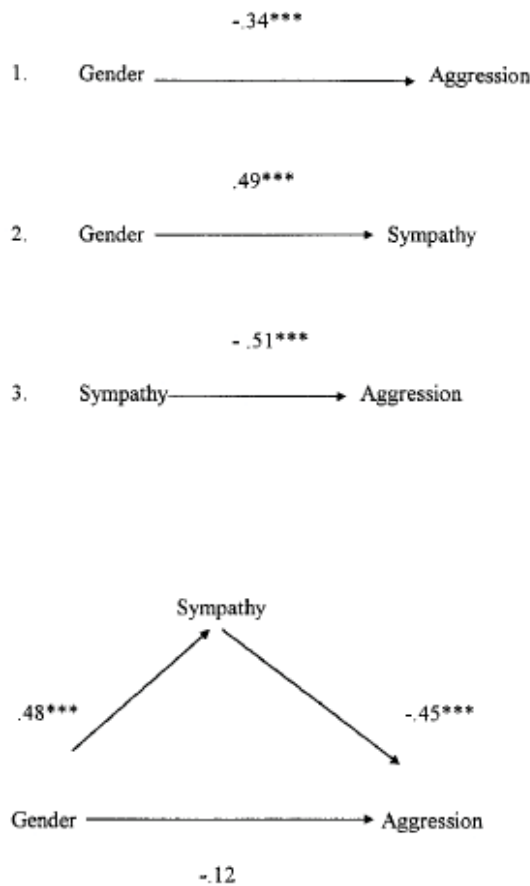 -.34***
1. Gender Aggression
.49***
2. Gender Sympathy
- .51***
3. Sympathy Aggression
Sympathy
.48*** -.45***
Gender Aggression
-.12